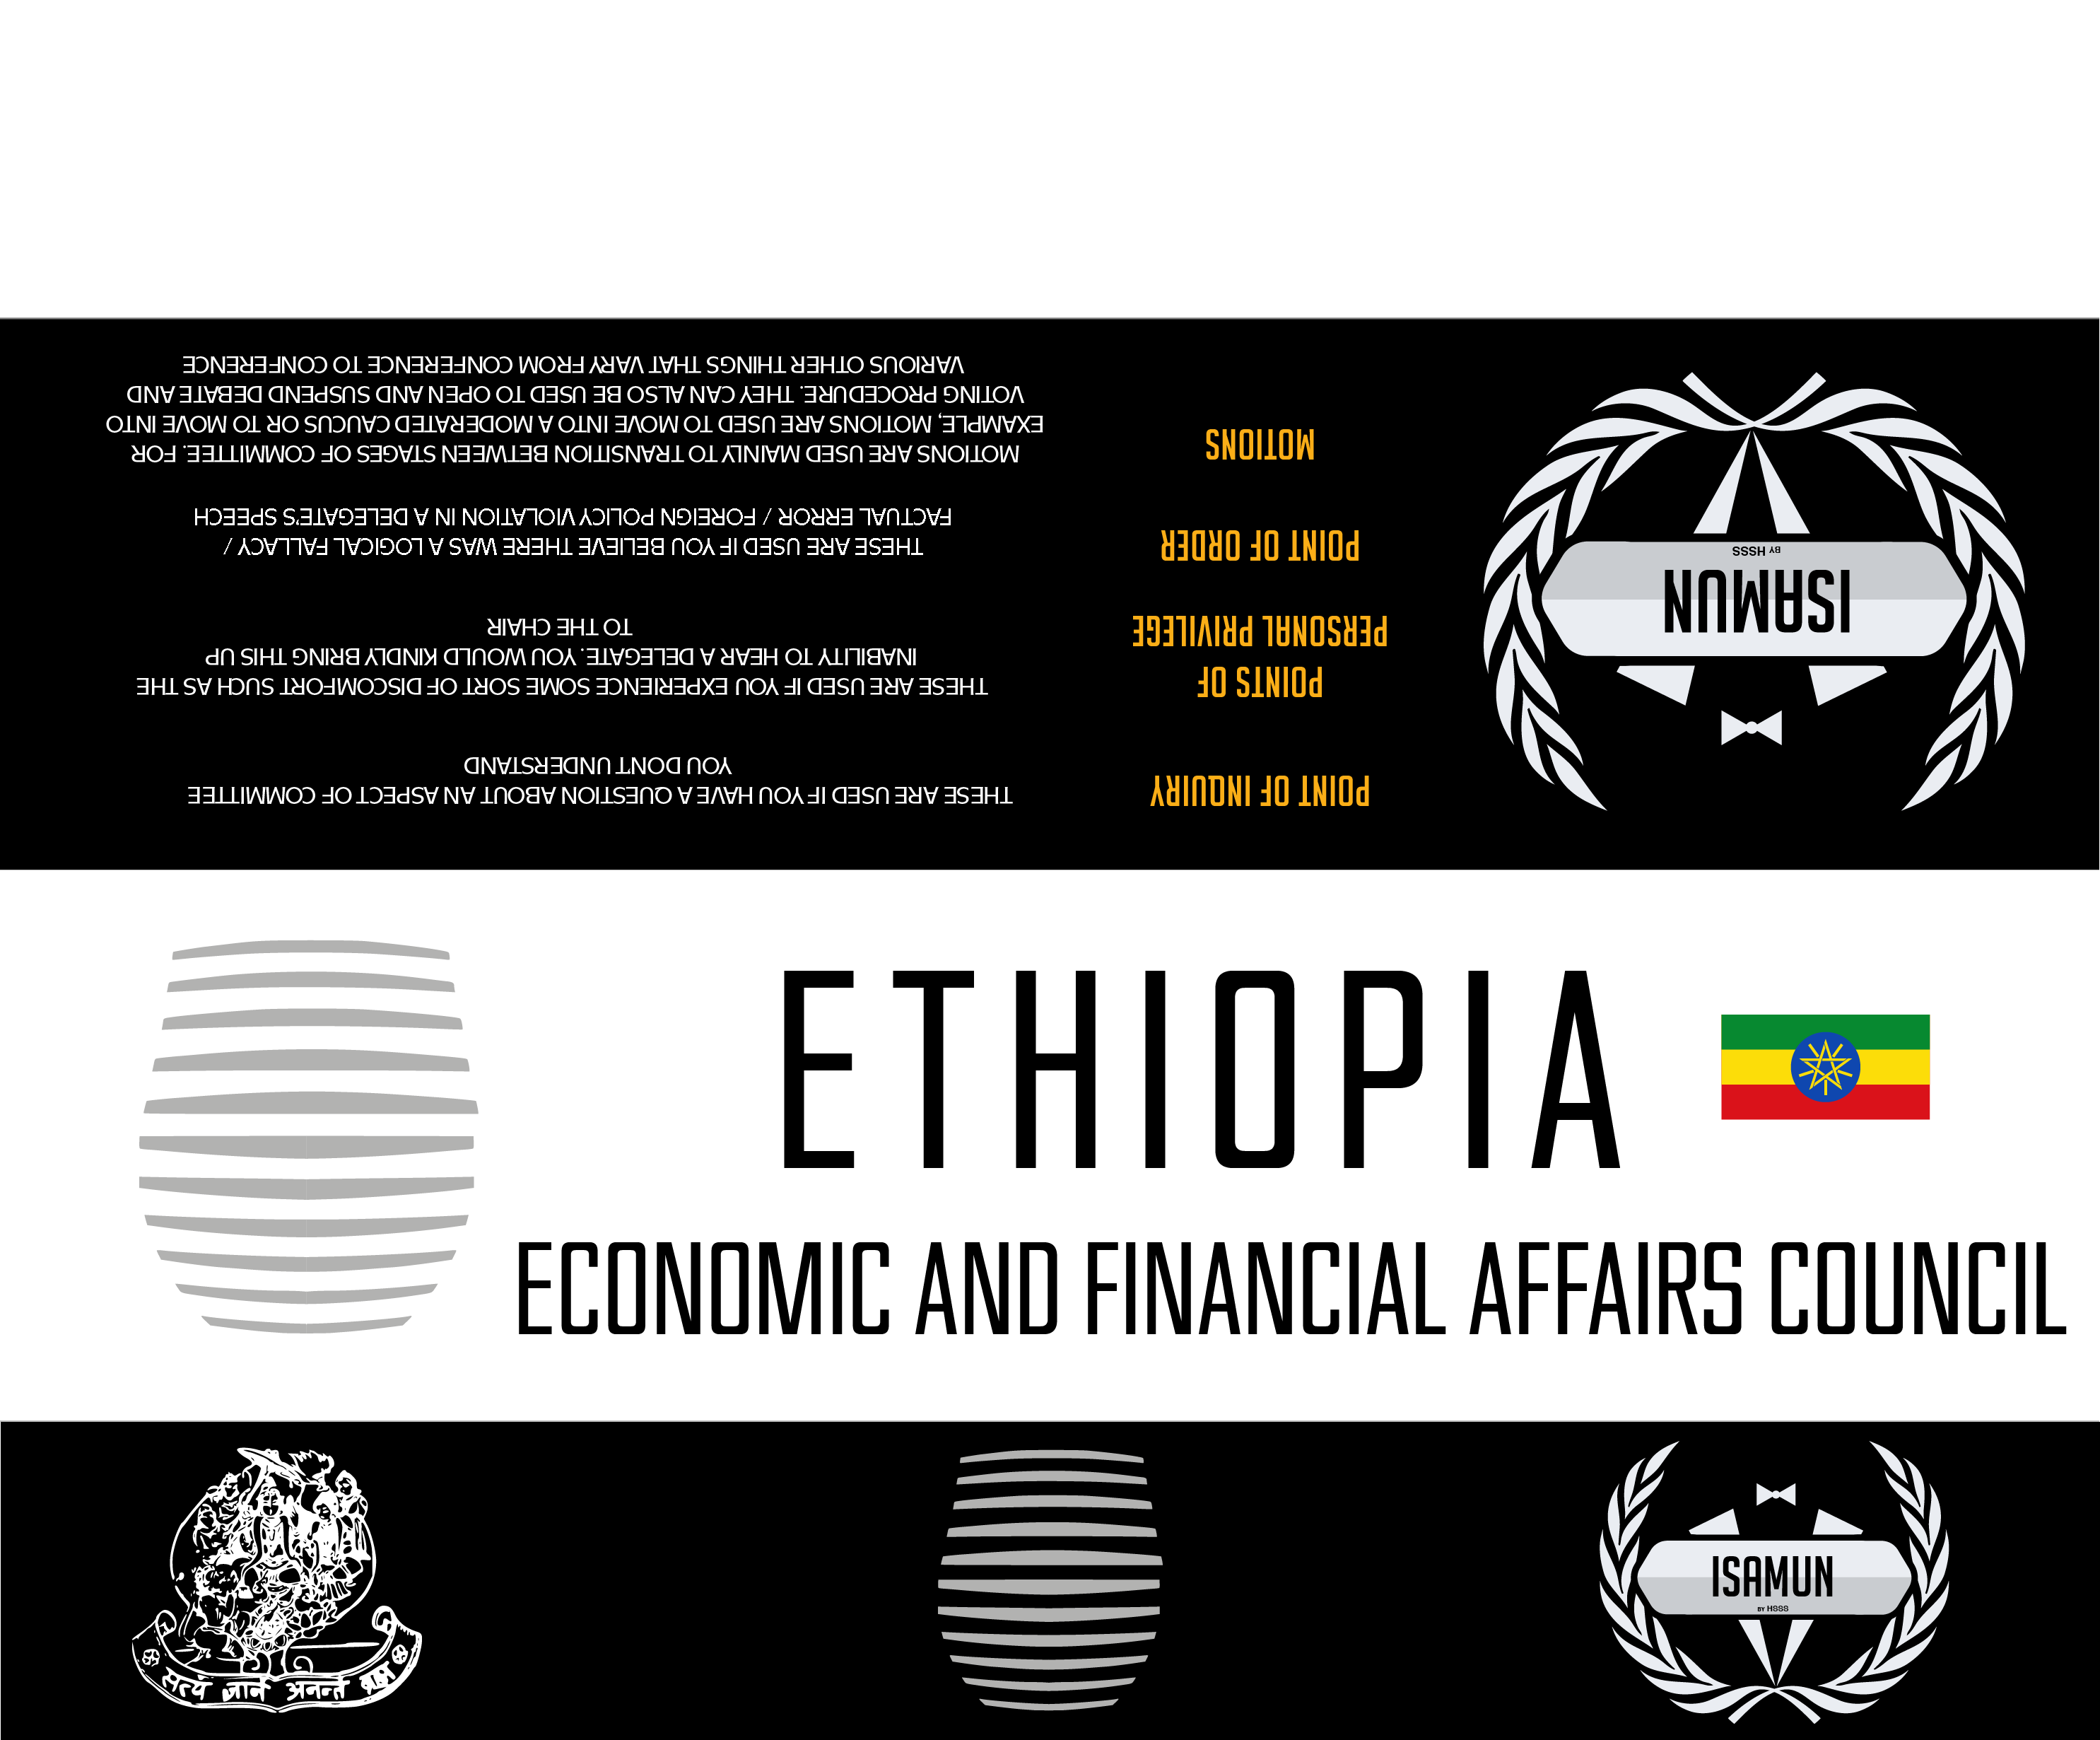 POINT OF INQUIRY
THESE ARE USED IF YOU HAVE A QUESTION ABOUT AN ASPECT OF COMMITTEE
YOU DON'T UNDERSTAND
POINTS OF
PERSONAL PRIVILEGE
THESE ARE USED IF YOU EXPERIENCE SOME SORT OF DISCOMFORT SUCH AS THE
INABILITY TO HEAR A DELEGATE. YOU WOULD KINDLY BRING THIS UP
TO THE CHAIR
POINT OF ORDER
THESE ARE USED IF YOU BELIEVE THERE WAS A LOGICAL FALLACY /
FACTUAL ERROR / FOREIGN POLICY VIOLATION IN A DELEGATE'S SPEECH
MOTIONS
MOTIONS ARE USED MAINLY TO TRANSITION BETWEEN STAGES OF COMMITTEE. FOR
EXAMPLE, MOTIONS ARE USED TO MOVE INTO A MODERATED CAUCUS OR TO MOVE INTO
VOTING PROCEDURE. THEY CAN ALSO BE USED TO OPEN AND SUSPEND DEBATE AND
VARIOUS OTHER THINGS THAT VARY FROM CONFERENCE TO CONFERENCE
ISAMUN
BY HSSS
ETHIOPIA
ECONOMIC AND FINANCIAL AFFAIRS COUNCIL
सत्यं ज्ञानं अनन्तं ब्रह्म
ISAMUN
BY HSSS